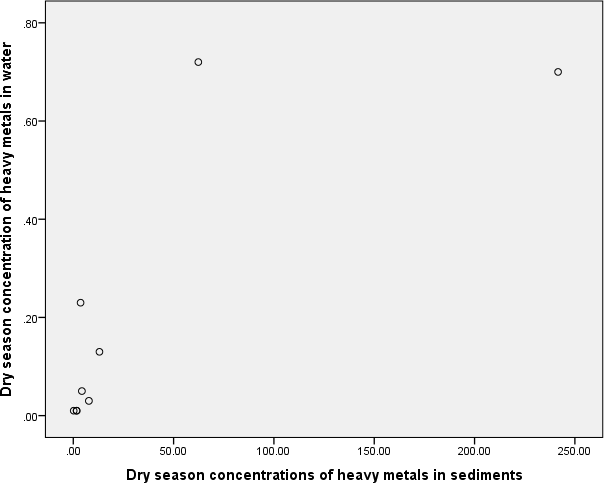 Dry season concentration of heavy metals in water
.80
.60
.40
.20
.00
.00 50.00 100.00 150.00 200.00 250.00
Dry season concentrations of heavy metals in sediments